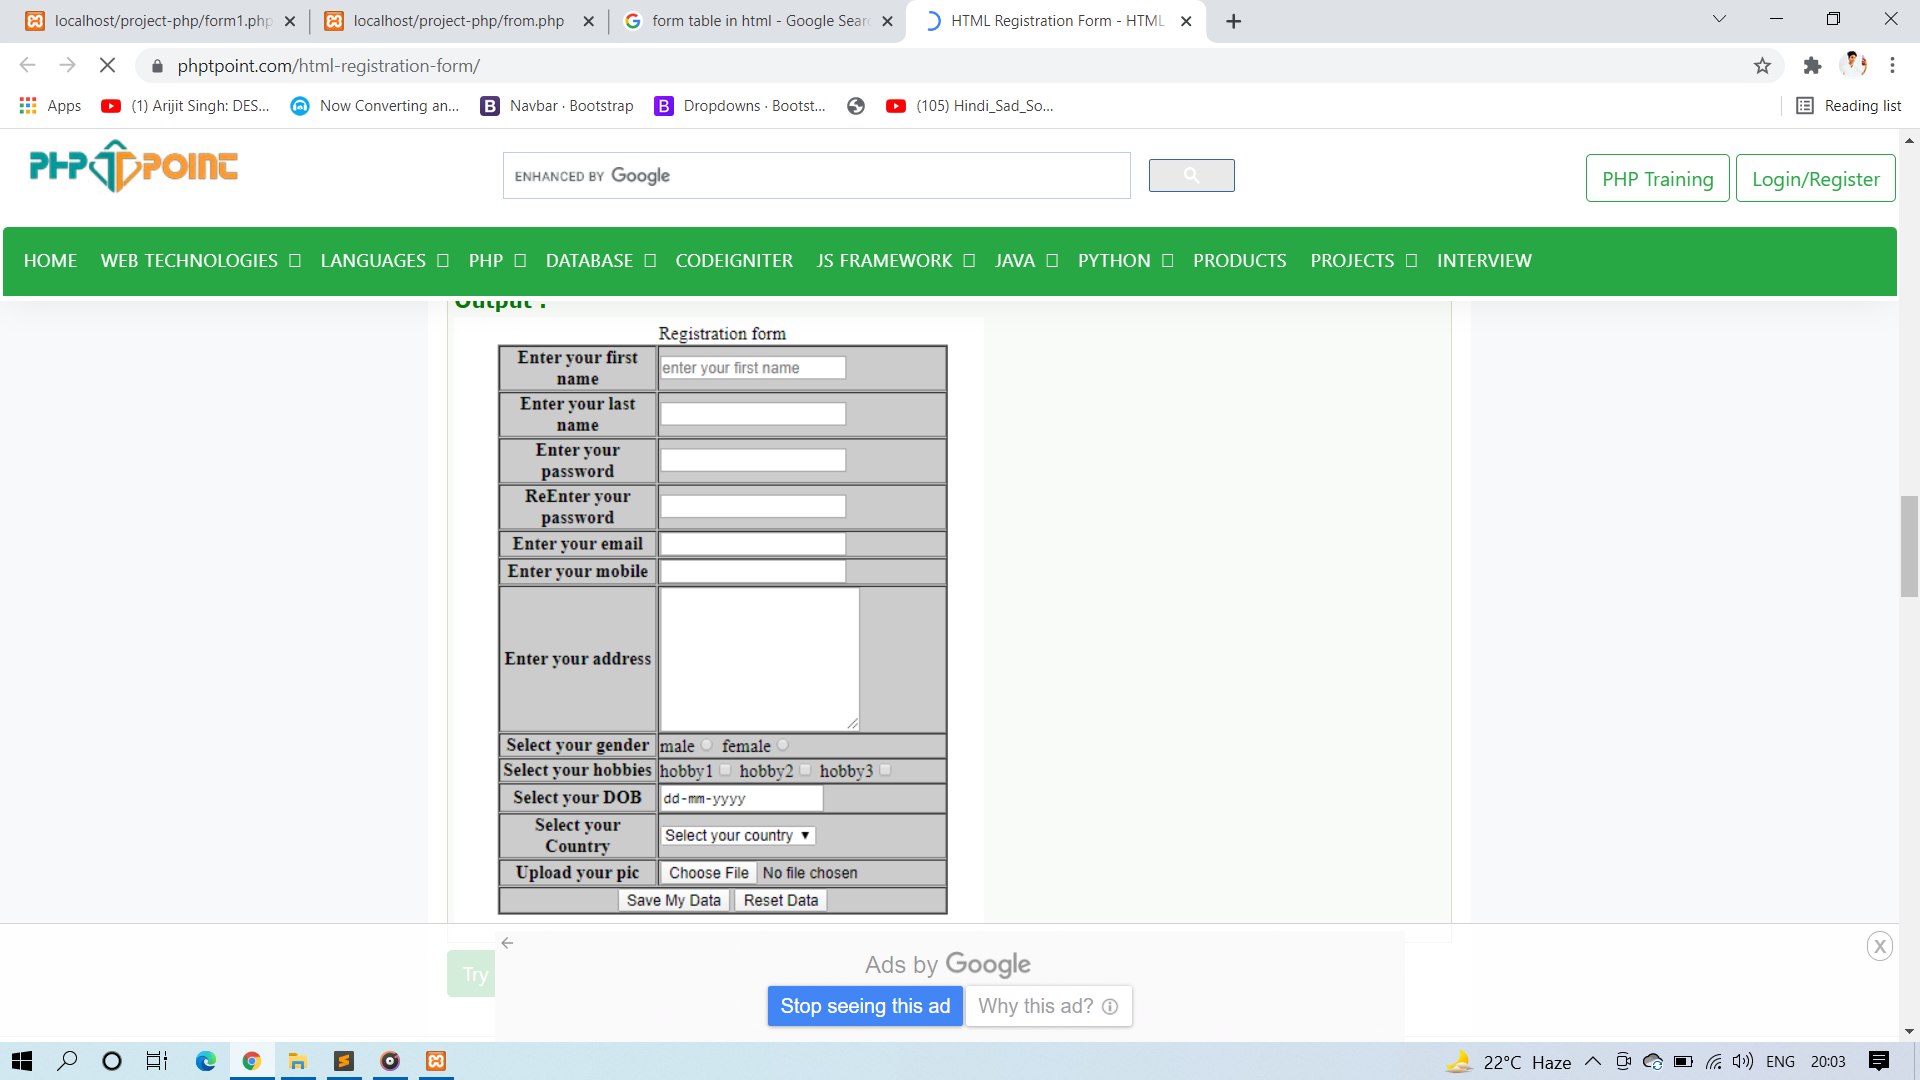 localhost/project-php/form1.php
localhost/project-php/from.php
form table in html - Google Sear
HTML Registration Form - HTML
phptpoint.com/html-registration-form/
Apps
(1) Arijit Singh: DES...
Now Converting an...
Navbar · Bootstrap
Dropdowns · Bootst...
(105) Hindi_Sad_So...
Reading list
PHPTPOINT
ENHANCED BY Google
PHP Training
Login/Register
HOME WEB TECHNOLOGIES LANGUAGES PHP DATABASE CODEIGNITER JS FRAMEWORK JAVA PYTHON PRODUCTS PROJECTS INTERVIEW
Output :
Registration form
Enter your first
name
enter your first name
Enter your last
name
Enter your
password
ReEnter your
password
Enter your email
Enter your mobile
Enter your address
Select your gender male female
Select your hobbies hobby1 hobby2 hobby3
Select your DOB dd-mm-yyyy
Select your
Country
Select your country
Upload your pic Choose File No file chosen
Save My Data Reset Data
X
Try
Ads by Google
Stop seeing this ad Why this ad?
22°C Haze ENG 20:03